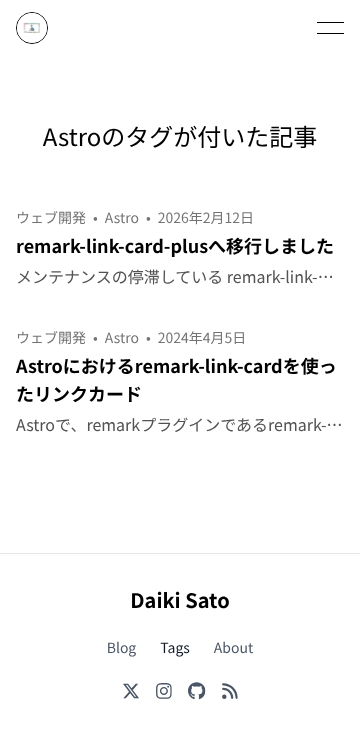 Astroのタグが付いた記事
ウェブ開発 • Astro • 2026年2月12日
remark-link-card-plusへ移行しました
メンテナンスの停滞している remark-link-…
ウェブ開発 • Astro • 2024年4月5日
Astroにおけるremark-link-cardを使っ
たリンクカード
Astroで、remarkプラグインであるremark-…
Daiki Sato
Blog Tags About